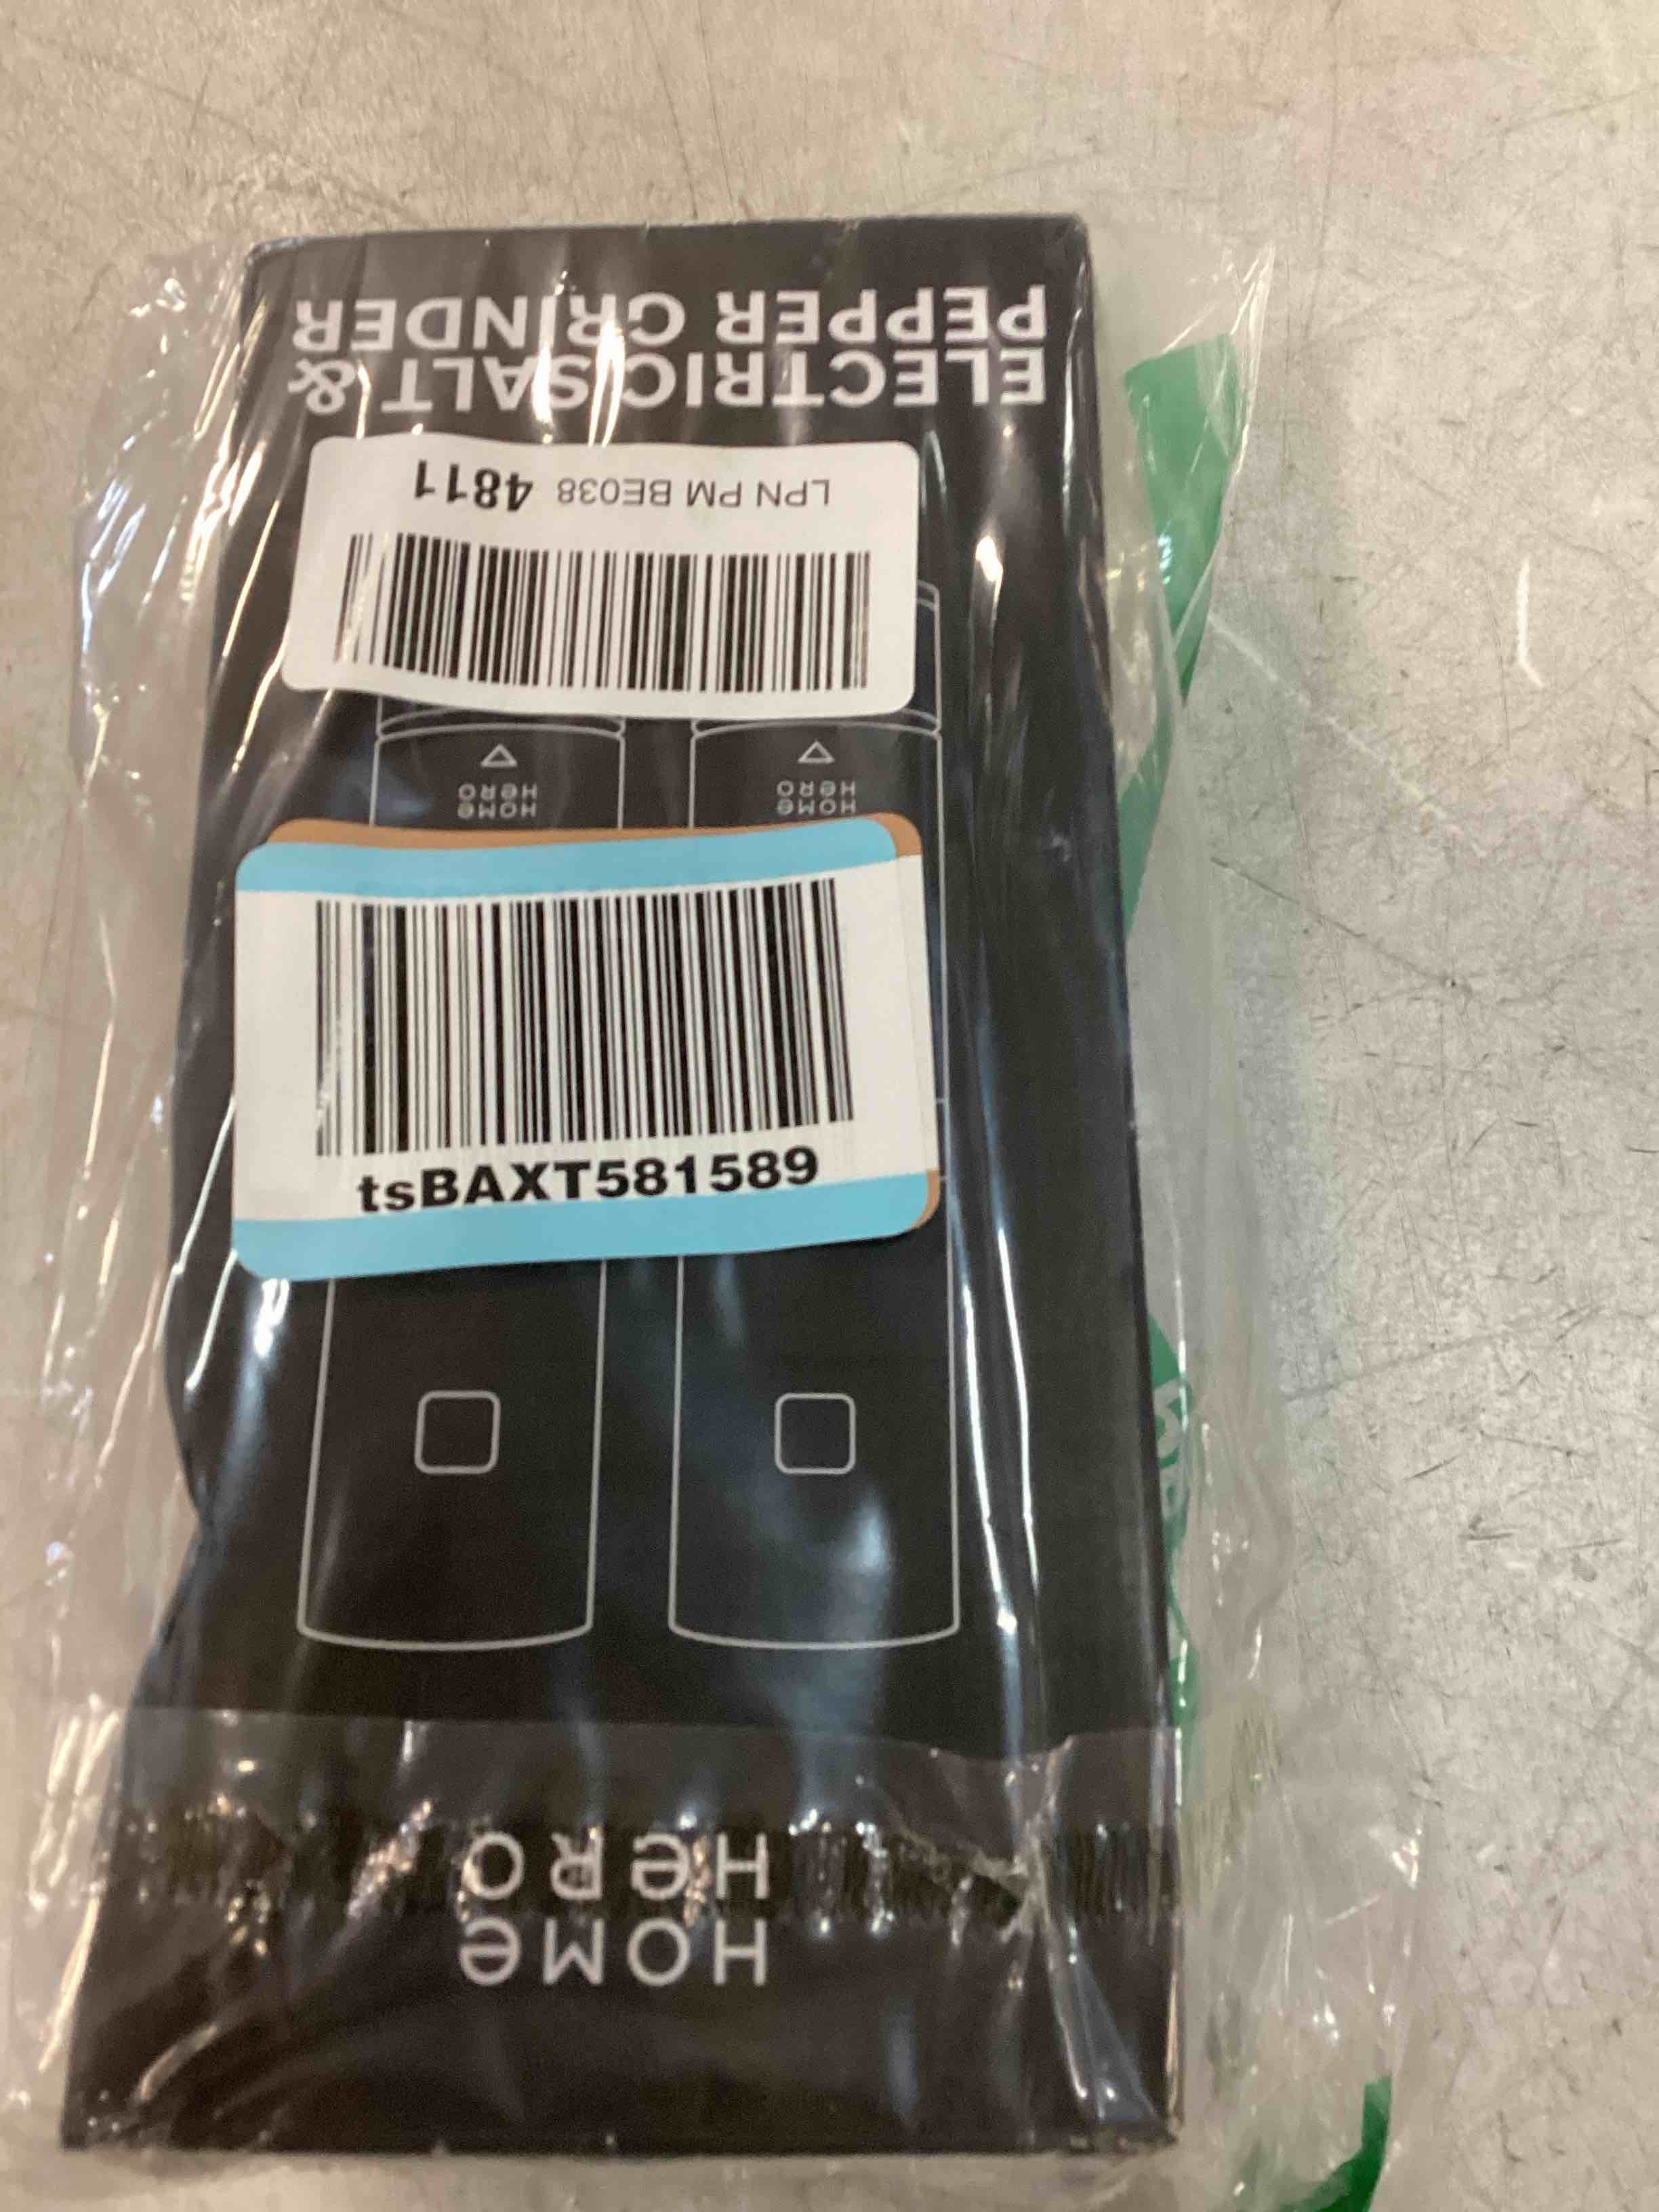 HOME
HERO
tsBAXT581589
HOME
HERO
HOME
HERO
LPN PM BE038 4811
ELECTRIC SALT &
PEPPER GRINDER